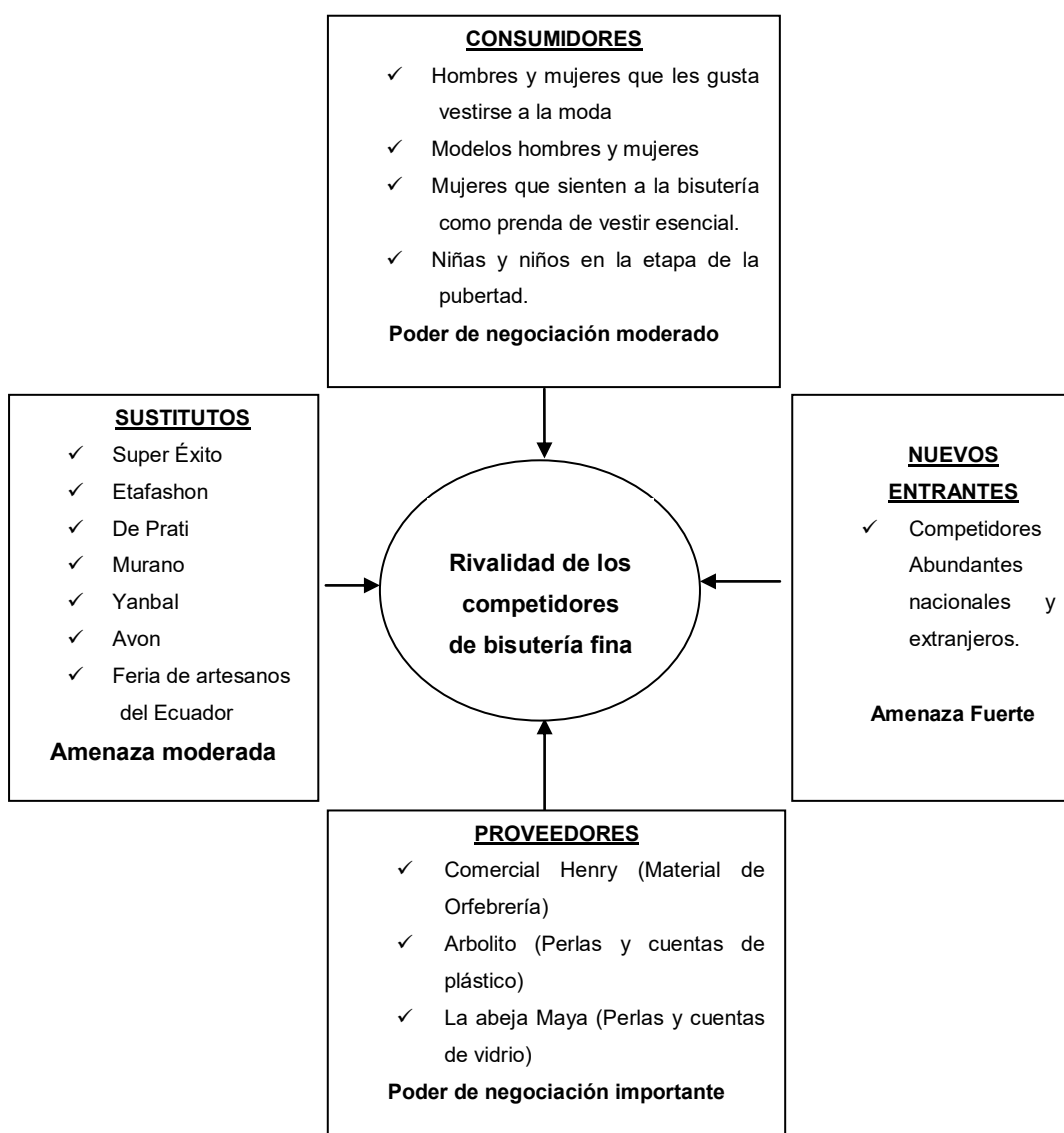 CONSUMIDORES
✓ Hombres y mujeres que les gusta
vestirse a la moda
✓ Modelos hombres y mujeres
✓ Mujeres que sienten a la bisutería
como prenda de vestir esencial.
✓ Niñas y niños en la etapa de la
pubertad.
Poder de negociación moderado
SUSTITUTOS
✓ Super Éxito
✓ Etafashon
✓ De Prati
✓ Murano
✓ Yanbal
✓ Avon
✓ Feria de artesanos
del Ecuador
Amenaza moderada
Rivalidad de los
competidores
de bisutería fina
NUEVOS
ENTRANTES
✓ Competidores
Abundantes
nacionales y
extranjeros.
Amenaza Fuerte
PROVEEDORES
✓ Comercial Henry (Material de
Orfebrería)
✓ Arbolito (Perlas y cuentas de
plástico)
✓ La abeja Maya (Perlas y cuentas
de vidrio)
Poder de negociación importante